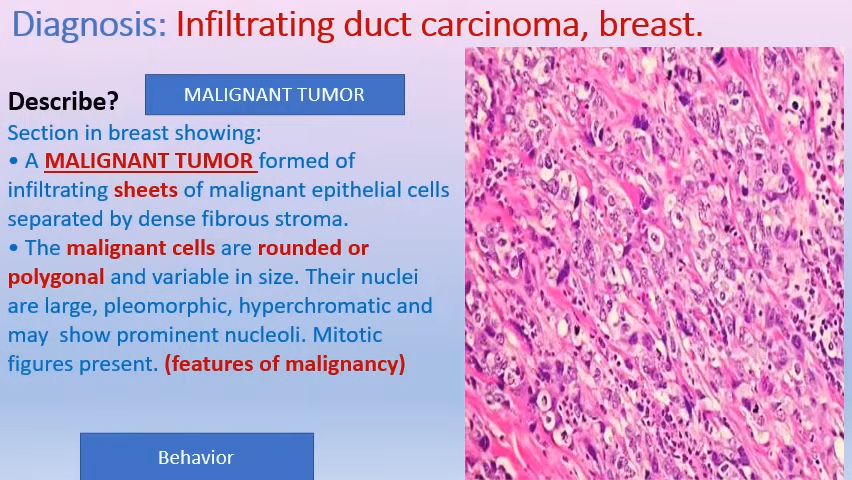 Diagnosis: Infiltrating duct carcinoma, breast.
Describe?
MALIGNANT TUMOR
Section in breast showing:
• A MALIGNANT TUMOR formed of
infiltrating sheets of malignant epithelial cells
separated by dense fibrous stroma.
• The malignant cells are rounded or
polygonal and variable in size. Their nuclei
are large, pleomorphic, hyperchromatic and
may show prominent nucleoli. Mitotic
figures present. (features of malignancy)
Behavior